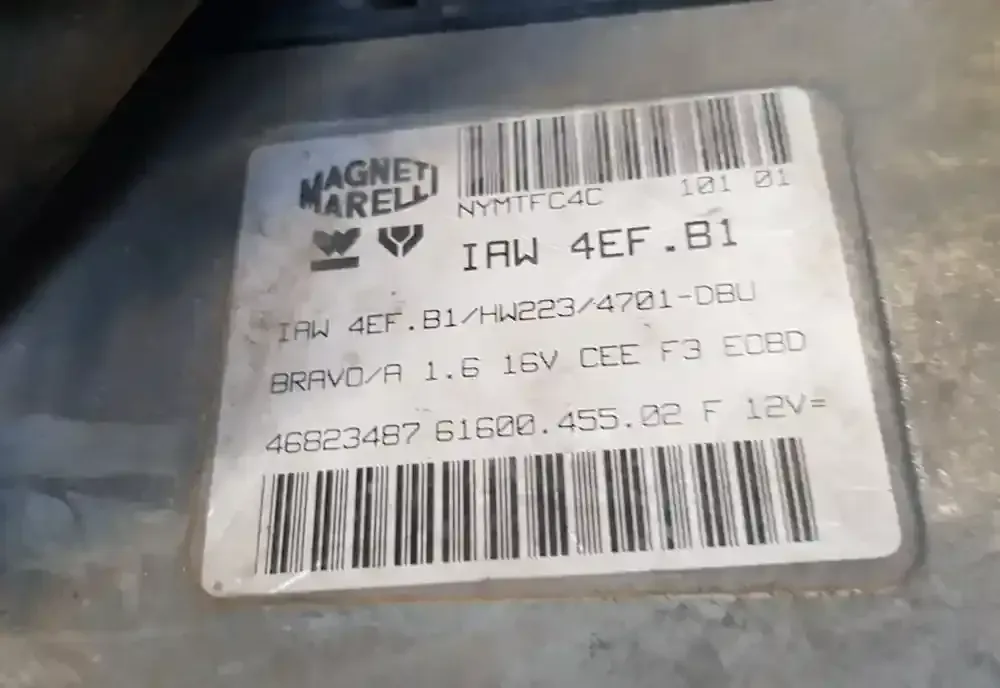 MAGNETI
MARELLI
NYMTFC4C 101 01
IAW 4EF.B1
IAW 4EF.B1/HW223/4701-DBU
BRAVO/A 1.6 16V CEE F3 EOBD
46823487 61600.455.02 F 12V=